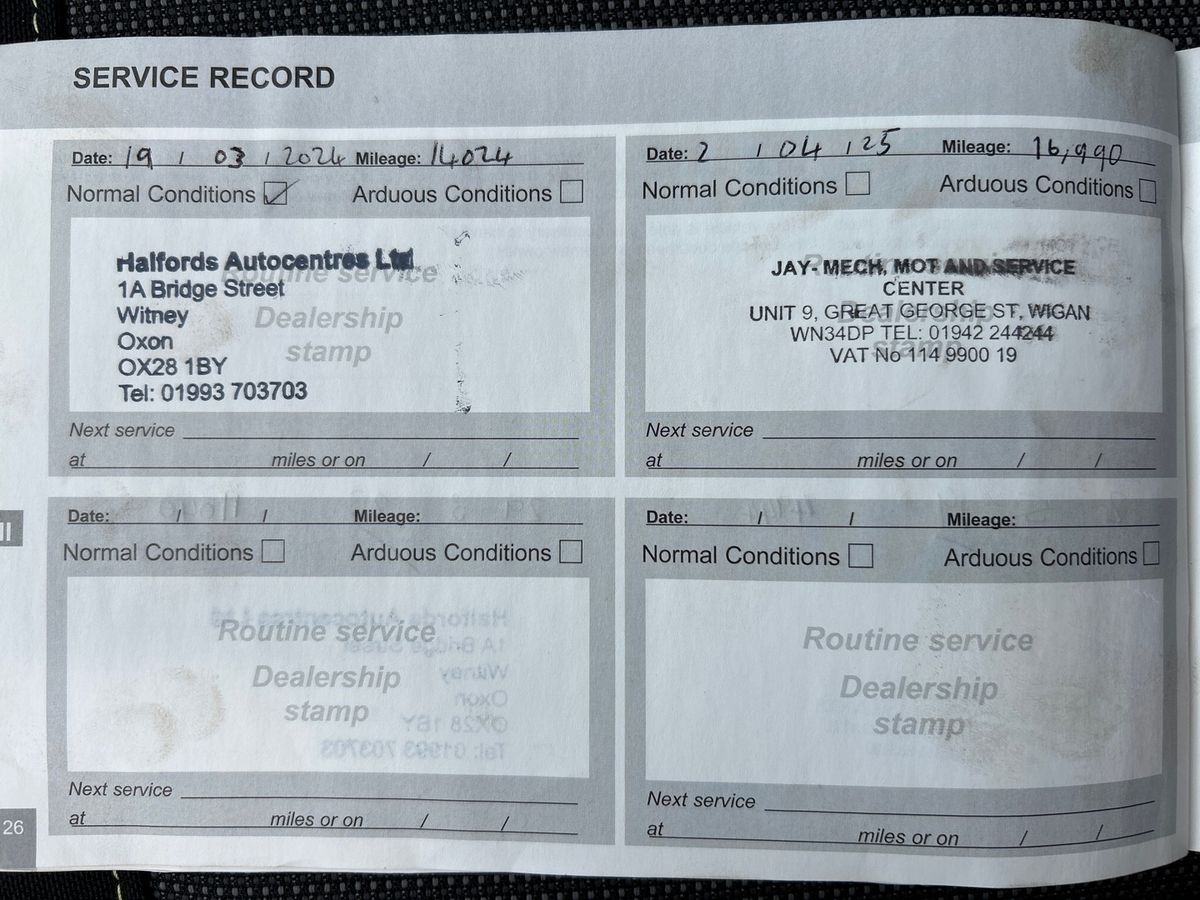 SERVICE RECORD
Date: 19 / 03 / 2024 Mileage: 14024
Normal Conditions Arduous Conditions
Halfords Autocentres Ltd
Routine service
1A Bridge Street
Witney
Dealership
Oxon
stamp
OX28 1BY
Tel: 01993 703703
Next service
at miles or on / /
Date: 2 / 04 / 25 Mileage: 16,990
Normal Conditions Arduous Conditions
JAY- MECH, MOT AND SERVICE
CENTER
UNIT 9, GREAT GEORGE ST, WIGAN
Dealership
WN34DP TEL: 01942 244244
stamp
VAT No 114 9900 19
Next service
at miles or on / /
Date: / / Mileage:
Normal Conditions Arduous Conditions
Routine service
Dealership
stamp
Next service
at miles or on / /
Date: / / Mileage:
Normal Conditions Arduous Conditions
Routine service
Dealership
stamp
Next service
at miles or on / /
26